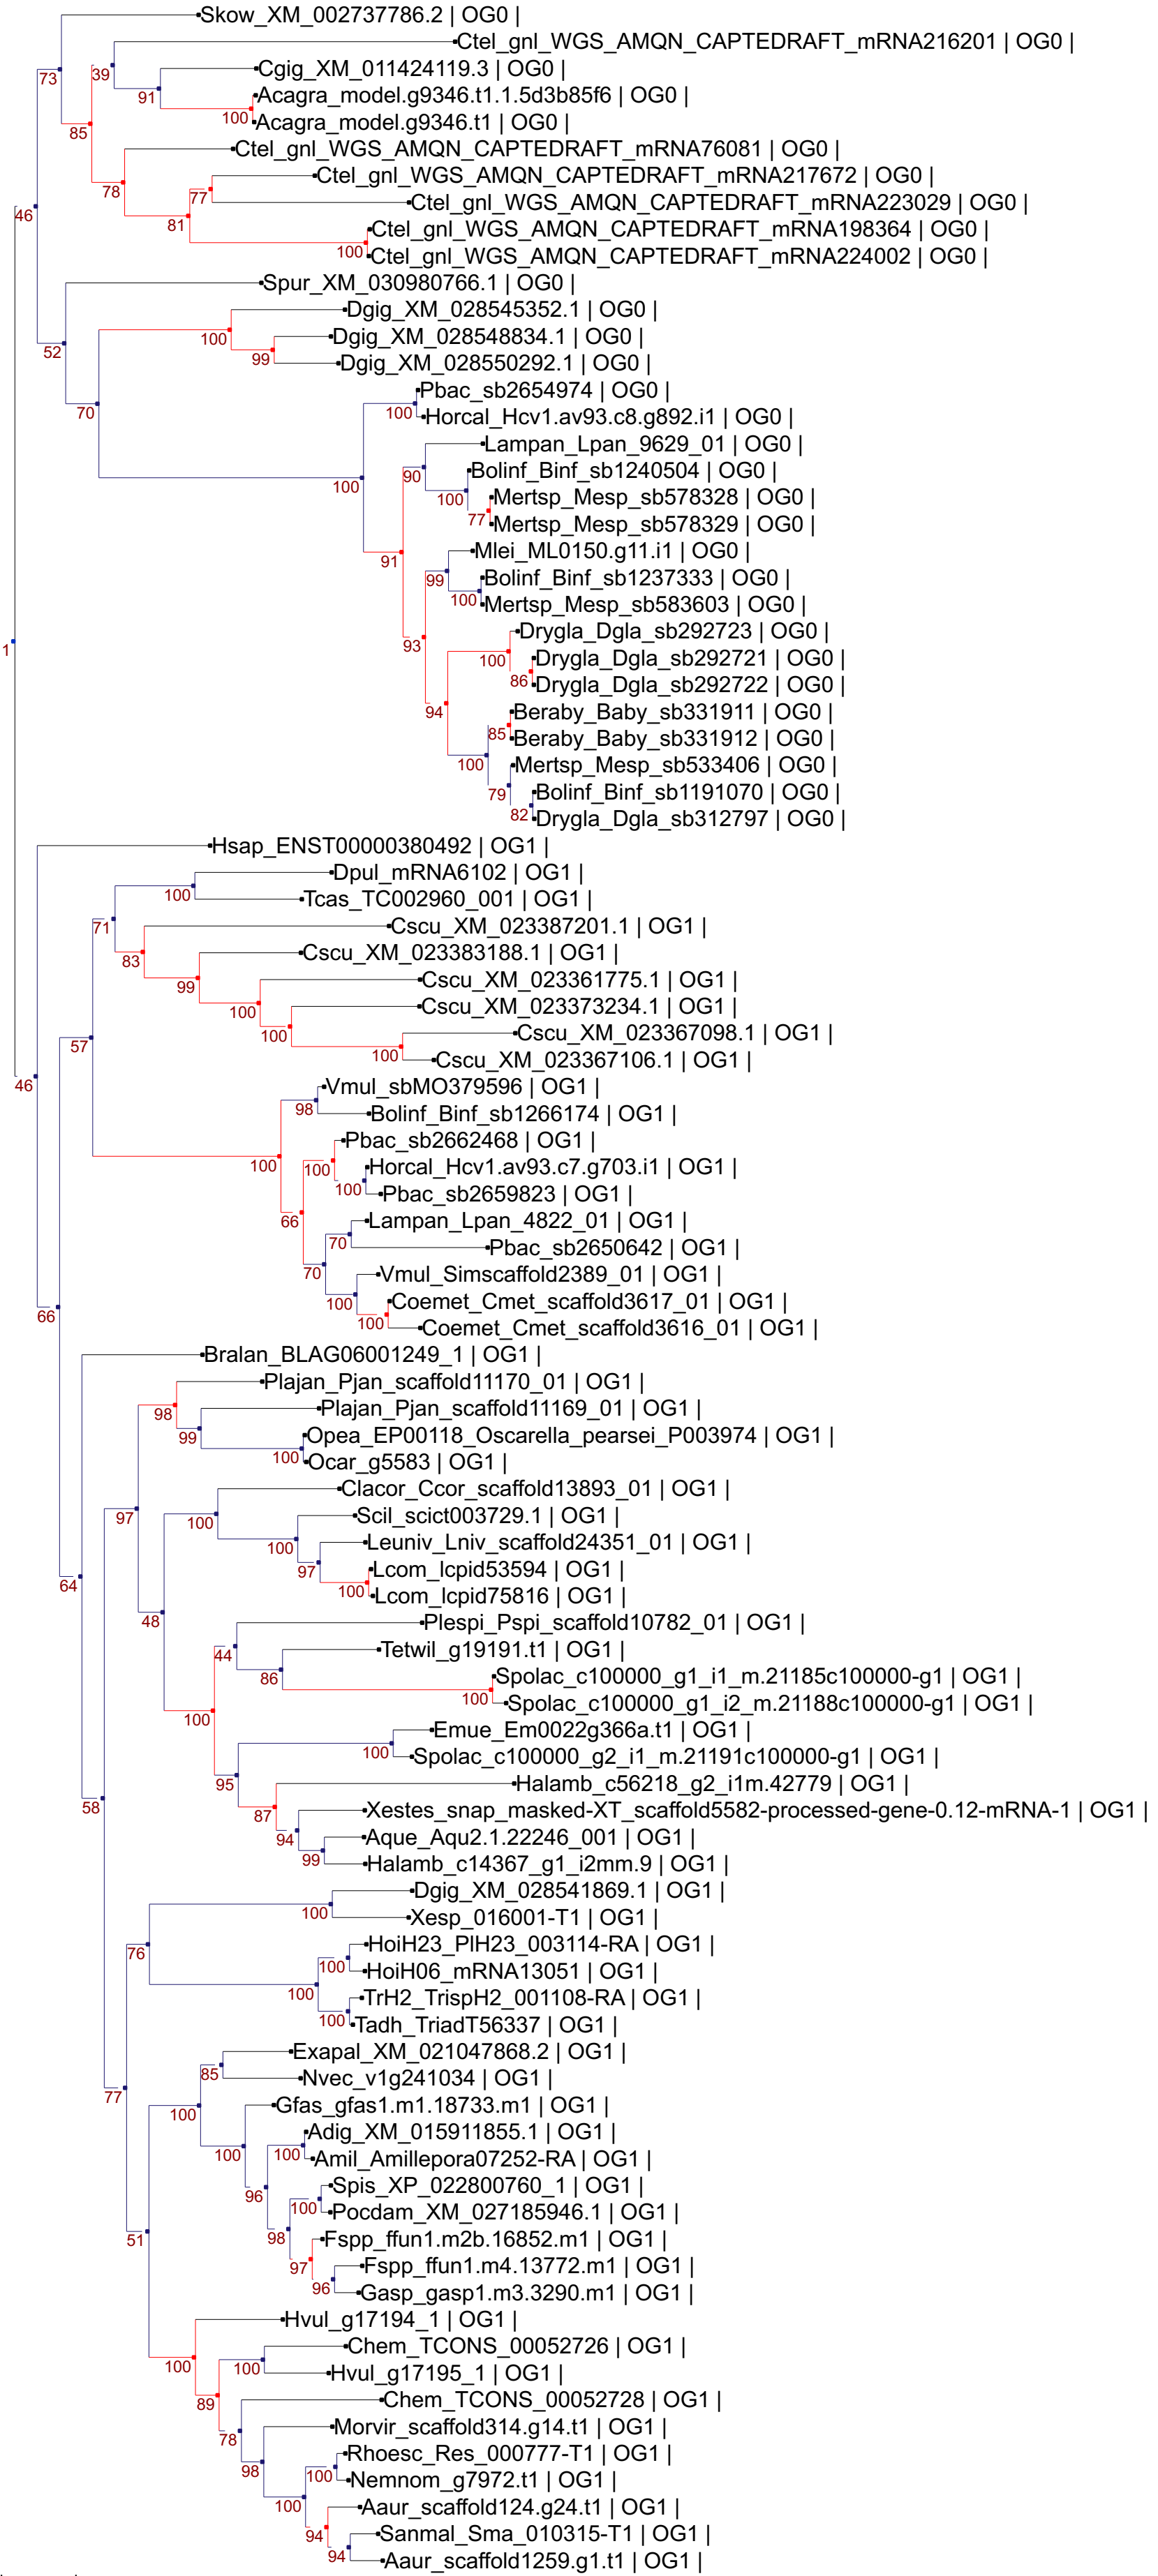 Skow_XM_002737786.2 | OG0 |
Ctel_gnl_WGS_AMQN_CAPTEDRAFT_mRNA216201 | OG0 |
73
39
Cgig_XM_011424119.3 | OG0 |
91
Acagra_model.g9346.t1.1.5d3b85f6 | OG0 |
100
Acagra_model.g9346.t1 | OG0 |
85
Ctel_gnl_WGS_AMQN_CAPTEDRAFT_mRNA76081 | OG0 |
Ctel_gnl_WGS_AMQN_CAPTEDRAFT_mRNA217672 | OG0 |
78
77
Ctel_gnl_WGS_AMQN_CAPTEDRAFT_mRNA223029 | OG0 |
46
81
Ctel_gnl_WGS_AMQN_CAPTEDRAFT_mRNA198364 | OG0 |
100
Ctel_gnl_WGS_AMQN_CAPTEDRAFT_mRNA224002 | OG0 |
Spur_XM_030980766.1 | OG0 |
Dgig_XM_028545352.1 | OG0 |
100
Dgig_XM_028548834.1 | OG0 |
52
99
Dgig_XM_028550292.1 | OG0 |
Pbac_sb2654974 | OG0 |
70
100
Horcal_Hcv1.av93.c8.g892.i1 | OG0 |
Lampan_Lpan_9629_01 | OG0 |
90
Bolinf_Binf_sb1240504 | OG0 |
100
100
Mertsp_Mesp_sb578328 | OG0 |
77
Mertsp_Mesp_sb578329 | OG0 |
Mlei_ML0150.g11.i1 | OG0 |
91
99
Bolinf_Binf_sb1237333 | OG0 |
100
Mertsp_Mesp_sb583603 | OG0 |
Drygla_Dgla_sb292723 | OG0 |
1
93
100
Drygla_Dgla_sb292721 | OG0 |
86
Drygla_Dgla_sb292722 | OG0 |
94
Beraby_Baby_sb331911 | OG0 |
85
Beraby_Baby_sb331912 | OG0 |
100
Mertsp_Mesp_sb533406 | OG0 |
79
Bolinf_Binf_sb1191070 | OG0 |
82
Drygla_Dgla_sb312797 | OG0 |
Hsap_ENST00000380492 | OG1 |
Dpul_mRNA6102 | OG1 |
100
Tcas_TC002960_001 | OG1 |
71
Cscu_XM_023387201.1 | OG1 |
83
Cscu_XM_023383188.1 | OG1 |
99
Cscu_XM_023361775.1 | OG1 |
100
Cscu_XM_023373234.1 | OG1 |
100
Cscu_XM_023367098.1 | OG1 |
57
100
Cscu_XM_023367106.1 | OG1 |
46
Vmul_sbMO379596 | OG1 |
98
Bolinf_Binf_sb1266174 | OG1 |
Pbac_sb2662468 | OG1 |
100
100
Horcal_Hcv1.av93.c7.g703.i1 | OG1 |
100
Pbac_sb2659823 | OG1 |
66
Lampan_Lpan_4822_01 | OG1 |
70
Pbac_sb2650642 | OG1 |
70
Vmul_Simscaffold2389_01 | OG1 |
100
Coemet_Cmet_scaffold3617_01 | OG1 |
66
100
Coemet_Cmet_scaffold3616_01 | OG1 |
Bralan_BLAG06001249_1 | OG1 |
Plajan_Pjan_scaffold11170_01 | OG1 |
98
Plajan_Pjan_scaffold11169_01 | OG1 |
99
Opea_EP00118_Oscarella_pearsei_P003974 | OG1 |
100
Ocar_g5583 | OG1 |
Clacor_Ccor_scaffold13893_01 | OG1 |
97
100
Scil_scict003729.1 | OG1 |
100
Leuniv_Lniv_scaffold24351_01 | OG1 |
97
Lcom_lcpid53594 | OG1 |
64
100
Lcom_lcpid75816 | OG1 |
48
Plespi_Pspi_scaffold10782_01 | OG1 |
44
Tetwil_g19191.t1 | OG1 |
86
Spolac_c100000_g1_i1_m.21185c100000-g1 | OG1 |
100
Spolac_c100000_g1_i2_m.21188c100000-g1 | OG1 |
100
Emue_Em0022g366a.t1 | OG1 |
100
Spolac_c100000_g2_i1_m.21191c100000-g1 | OG1 |
95
Halamb_c56218_g2_i1m.42779 | OG1 |
58
87
Xestes_snap_masked-XT_scaffold5582-processed-gene-0.12-mRNA-1 | OG1 |
94
Aque_Aqu2.1.22246_001 | OG1 |
99
Halamb_c14367_g1_i2mm.9 | OG1 |
Dgig_XM_028541869.1 | OG1 |
100
Xesp_016001-T1 | OG1 |
76
HoiH23_PlH23_003114-RA | OG1 |
100
HoiH06_mRNA13051 | OG1 |
100
TrH2_TrispH2_001108-RA | OG1 |
100
Tadh_TriadT56337 | OG1 |
Exapal_XM_021047868.2 | OG1 |
85
Nvec_v1g241034 | OG1 |
77
100
Gfas_gfas1.m1.18733.m1 | OG1 |
Adig_XM_015911855.1 | OG1 |
100
100
Amil_Amillepora07252-RA | OG1 |
96
Spis_XP_022800760_1 | OG1 |
100
Pocdam_XM_027185946.1 | OG1 |
51
98
Fspp_ffun1.m2b.16852.m1 | OG1 |
97
Fspp_ffun1.m4.13772.m1 | OG1 |
96
Gasp_gasp1.m3.3290.m1 | OG1 |
Hvul_g17194_1 | OG1 |
Chem_TCONS_00052726 | OG1 |
100
100
Hvul_g17195_1 | OG1 |
89
Chem_TCONS_00052728 | OG1 |
78
Morvir_scaffold314.g14.t1 | OG1 |
98
Rhoesc_Res_000777-T1 | OG1 |
100
Nemnom_g7972.t1 | OG1 |
100
Aaur_scaffold124.g24.t1 | OG1 |
94
Sanmal_Sma_010315-T1 | OG1 |
94
Aaur_scaffold1259.g1.t1 | OG1 |